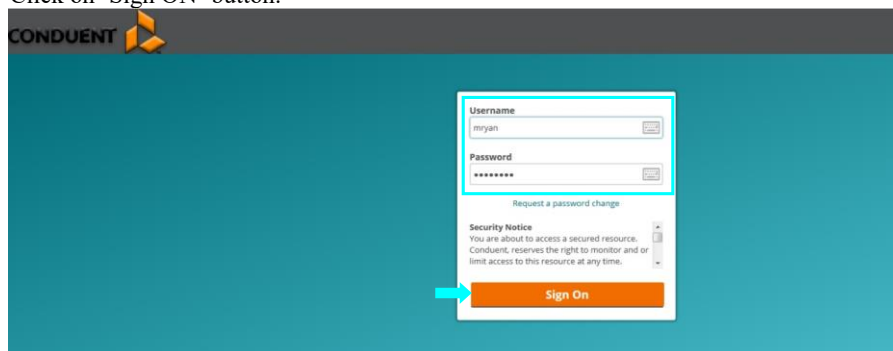 Click on "Sign ON" button.
CONDUENT
Username
mryan
Password
••••••••
Request a password change
Security Notice
You are about to access a secured resource.
Conduent, reserves the right to monitor and or
limit access to this resource at any time.
Sign On